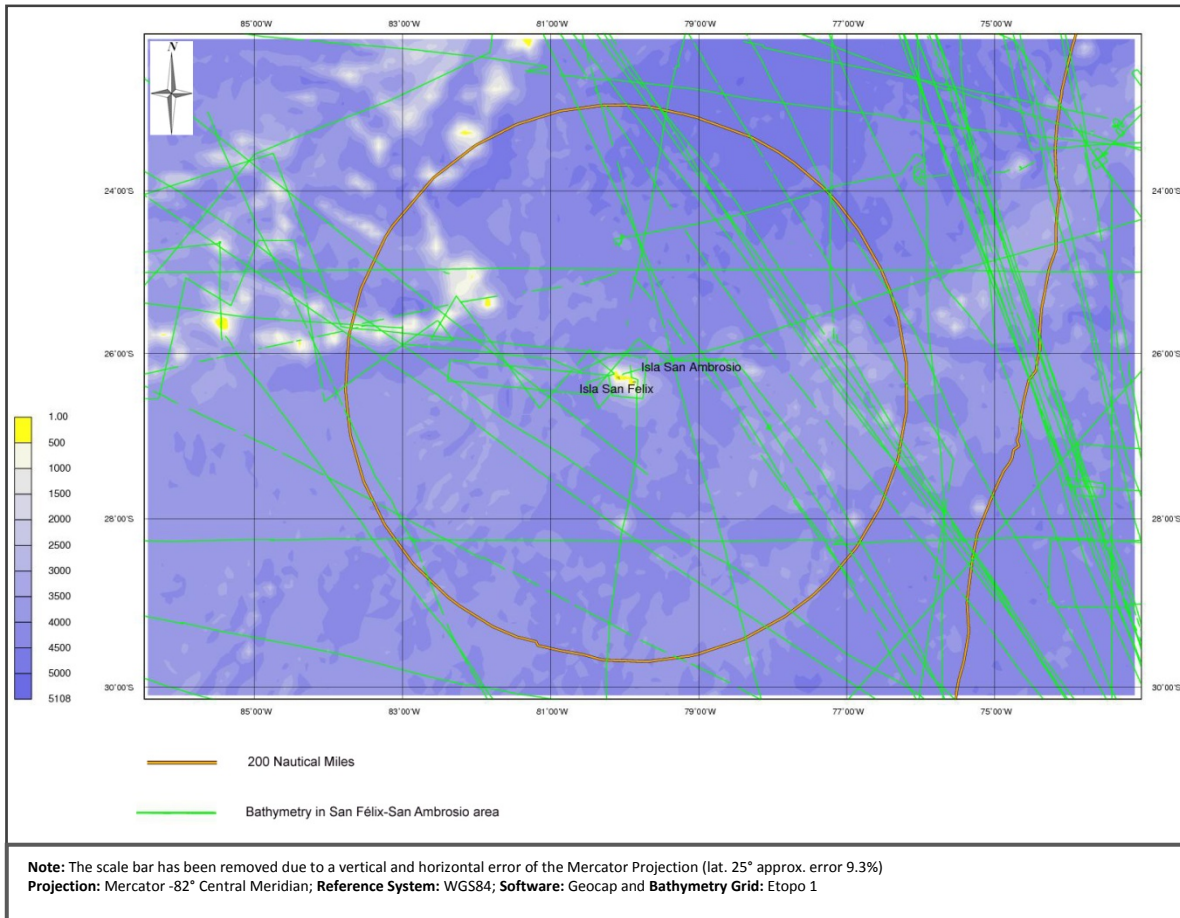 85°00'W 83°00'W 81°00'W 79°00'W 77°00'W 75°00'W
N
24°00'S 24°00'S
26°00'S 26°00'S
Isla San Ambrosio
Isla San Felix
1.00
500
1000
1500
2000
2500
3000
3500
4000
4500
5000
5108
28°00'S 28°00'S
30°00'S 30°00'S
85°00'W 83°00'W 81°00'W 79°00'W 77°00'W 75°00'W
200 Nautical Miles
Bathymetry in San Félix-San Ambrosio area
Note: The scale bar has been removed due to a vertical and horizontal error of the Mercator Projection (lat. 25° approx. error 9.3%)
Projection: Mercator -82° Central Meridian; Reference System: WGS84; Software: Geocap and Bathymetry Grid: Etopo 1